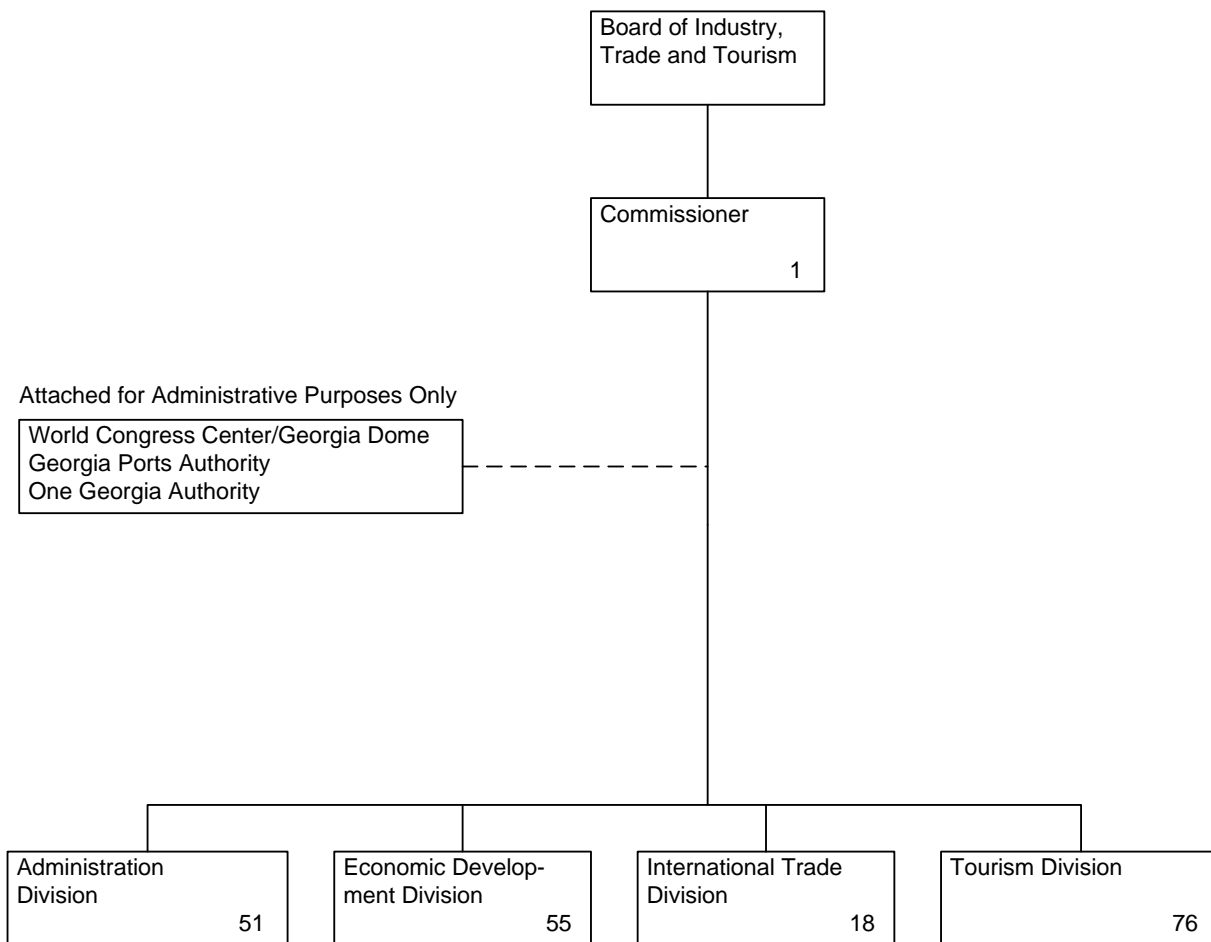 Board of Industry,
Trade and Tourism
Commissioner
1
Attached for Administrative Purposes Only
World Congress Center/Georgia Dome
Georgia Ports Authority
One Georgia Authority
Administration
Division
51
Economic Develop-
ment Division
55
International Trade
Division
18
Tourism Division
76